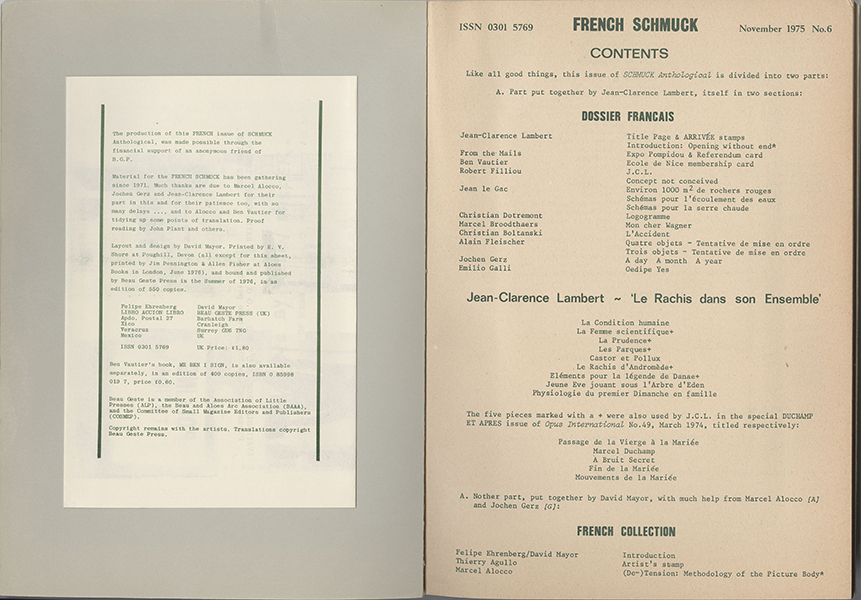 The production of this FRENCH issue of SCHMUCK
Anthological, was made possible through the
financial support of an anonymous friend of
B.G.P.
Material for the FRENCH SCHMUCK has been gathering
since 1971. Much thanks are due to Marcel Alocco,
Jochen Gerz and Jean-Clarence Lambert for their
part in this and for their patience too, with so
many delays .... and to Alocco and Ben Vautier for
tidying up some points of translation. Proof
reading by John Plant and others.
Layout and design by David Mayor. Printed by E. V.
Shore at Poughill, Devon (all except for this sheet,
printed by Jim Pennington & Allen Fisher at Aloes
Books in London, June 1976), and bound and published
by Beau Geste Press in the Summer of 1976, in an
edition of 550 copies.
Felipe Ehrenberg David Mayor
LIBRO ACCION LIBRO BEAU GESTE PRESS (UK)
Apdo. Postal 37 Barhatch Farm
Xico Cranleigh
Veracruz Surrey GU6 7NG
Mexico UK
ISSN 0301 5769 UK Price: £1.80
Ben Vautier's book, ME BEN I SIGN, is also available
separately, in an edition of 400 copies, ISBN 0 85998
019 7, price £0.60.
Beau Geste is a member of the Association of Little
Presses (ALP), the Beau and Aloes Arc Association (BAAA),
and the Committee of Small Magazine Editors and Publishers
(COSMEP).
Copyright remains with the artists. Translations copyright
Beau Geste Press.
ISSN 0301 5769 FRENCH SCHMUCK November 1975 No.6
CONTENTS
Like all good things, this issue of SCHMUCK Anthological is divided into two parts:
A. Part put together by Jean-Clarence Lambert, itself in two sections:
DOSSIER FRANCAIS
Jean-Clarence Lambert Title Page & ARRIVÉE stamps
Introduction: Opening without end*
From the Mails Expo Pompidou & Referendum card
Ben Vautier Ecole de Nice membership card
Robert Filliou J.C.L.
Concept not conceived
Jean le Gac Environ 1000 m² de rochers rouges
Schémas pour l'écoulement des eaux
Schémas pour la serre chaude
Christian Dotremont Logogramme
Marcel Broodthaers Mon cher Wagner
Christian Boltanski L'Accident
Alain Fleischer Quatre objets - Tentative de mise en ordre
Trois objets - Tentative de mise en ordre
Jochen Gerz A day A month A year
Emilio Galli Oedipe Yes
Jean-Clarence Lambert ~ 'Le Rachis dans son Ensemble'
La Condition humaine
La Femme scientifique+
La Prudence+
Les Parques+
Castor et Pollux
Le Rachis d'Andromède+
Eléments pour la légende de Danae+
Jeune Eve jouant sous l'Arbre d'Eden
Physiologie du premier Dimanche en famille
The five pieces marked with a + were also used by J.C.L. in the special DUCHAMP
ET APRES issue of Opus International No.49, March 1974, titled respectively:
Passage de la Vierge à la Mariée
Marcel Duchamp
A Bruit Secret
Fin de la Mariée
Mouvements de la Mariée
A. Nother part, put together by David Mayor, with much help from Marcel Alocco [A]
and Jochen Gerz [G]:
FRENCH COLLECTION
Felipe Ehrenberg/David Mayor Introduction
Thierry Agullo Artist's stamp
Marcel Alocco (De-)Tension: Methodology of the Picture Body*